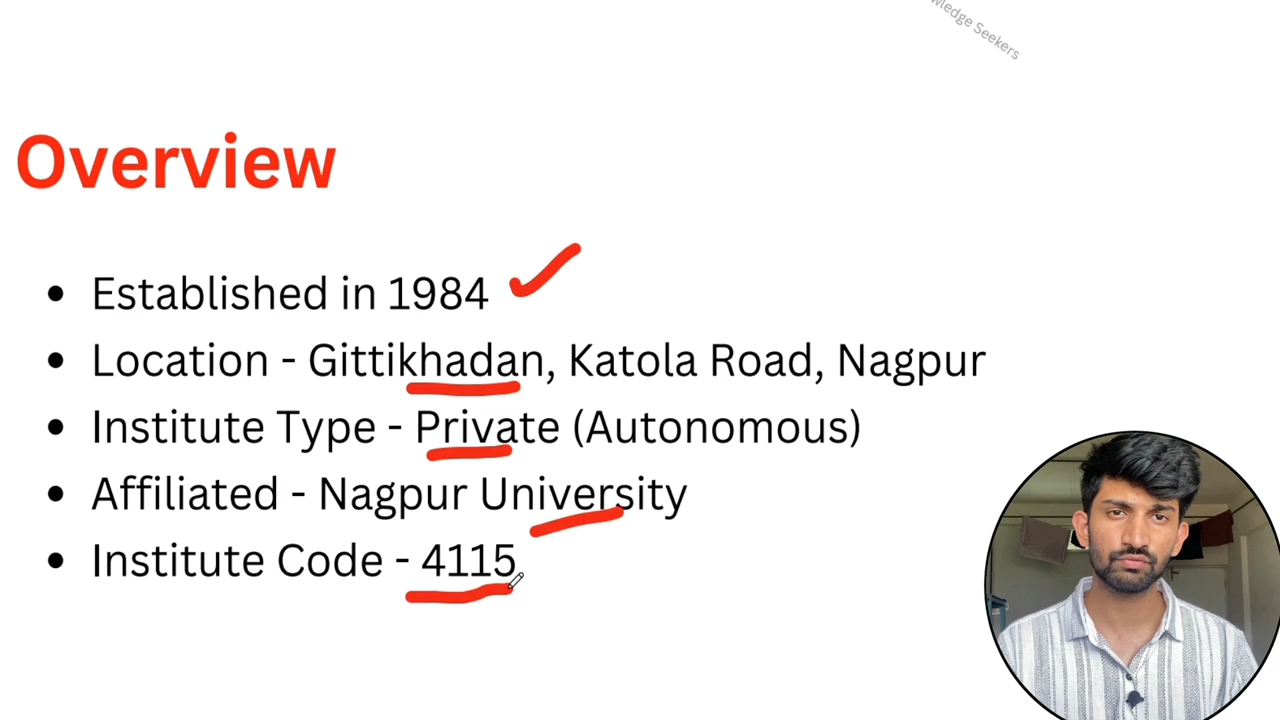 Seekers
Overview
• Established in 1984
• Location - Gittikhadan, Katola Road, Nagpur
• Institute Type - Private (Autonomous)
• Affiliated - Nagpur University
• Institute Code - 4115